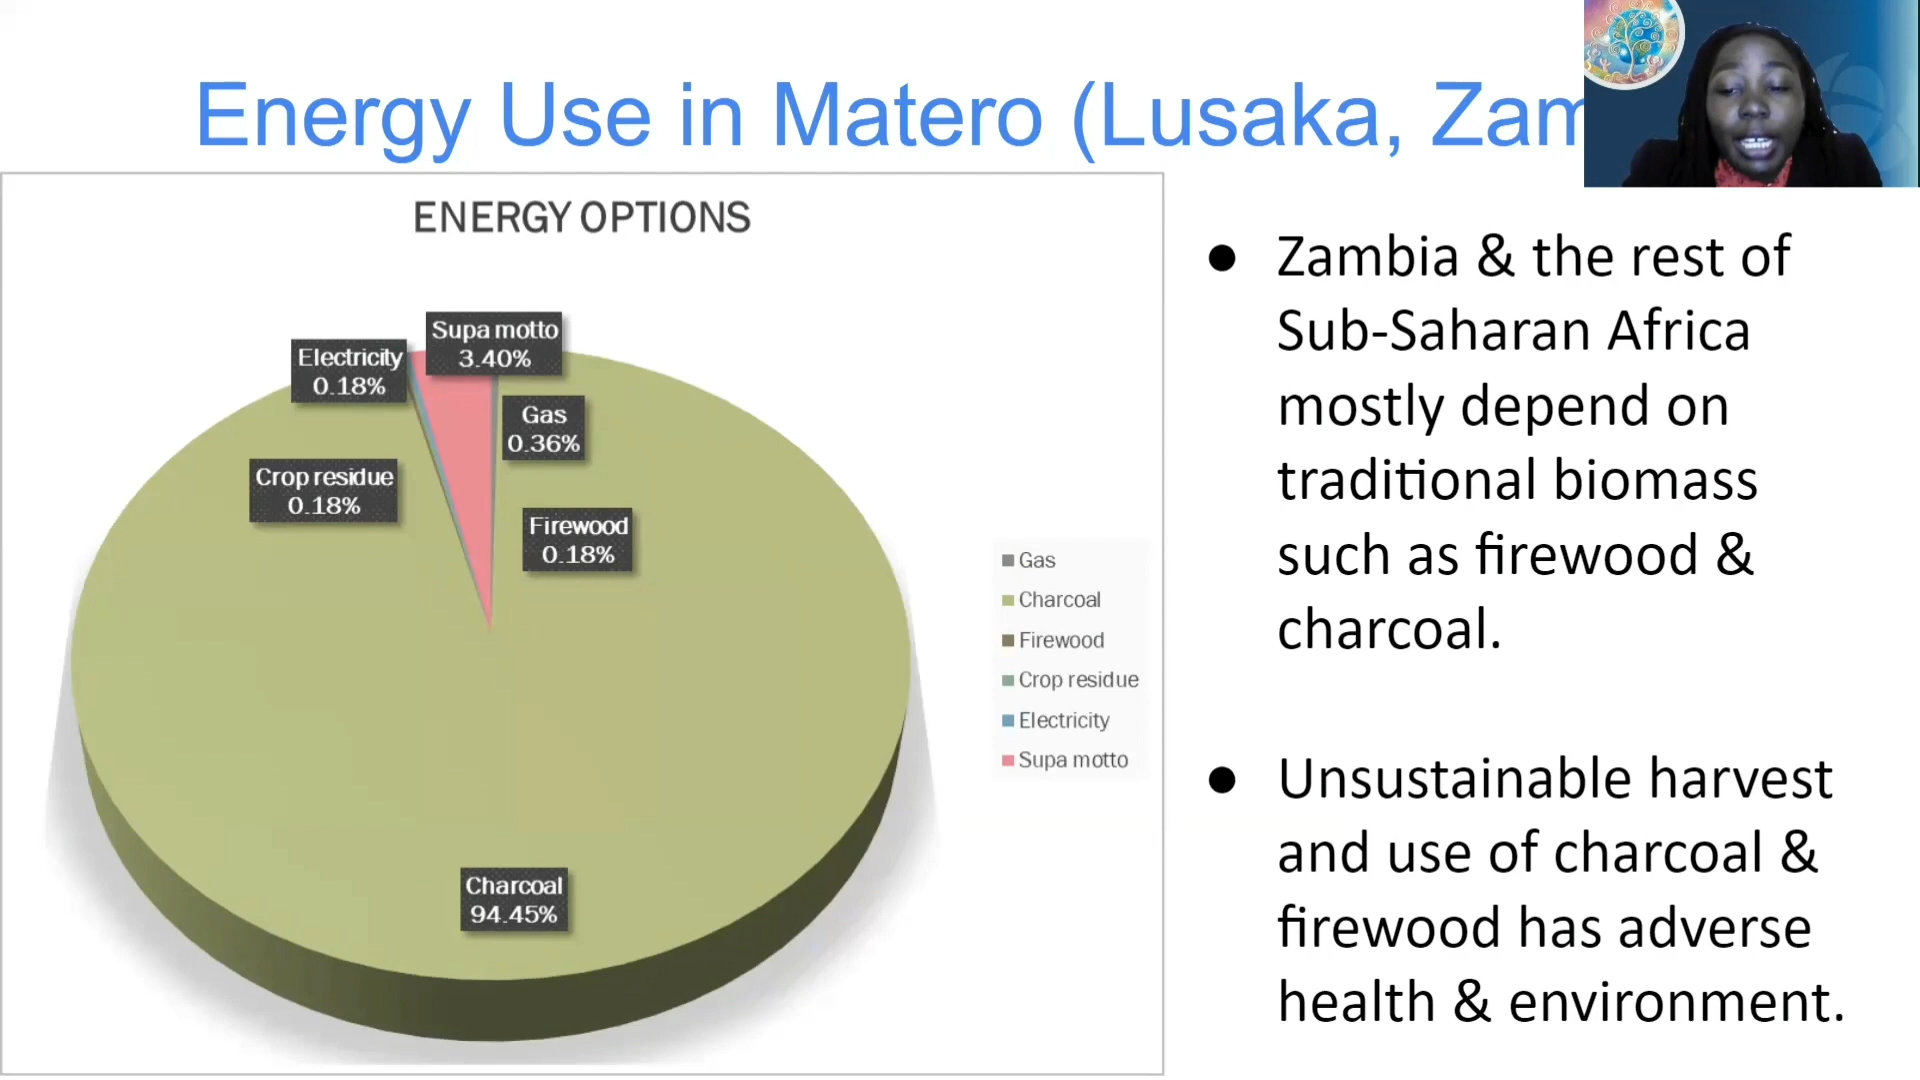 Energy Use in Matero (Lusaka, Zam
ENERGY OPTIONS
Supa motto
3.40%
Electricity
0.18%
Gas
0.36%
Crop residue
0.18%
Firewood
0.18%
Charcoal
94.45%
Gas
Charcoal
Firewood
Crop residue
Electricity
Supa motto
● Zambia & the rest of
Sub-Saharan Africa
mostly depend on
traditional biomass
such as firewood &
charcoal.
● Unsustainable harvest
and use of charcoal &
firewood has adverse
health & environment.